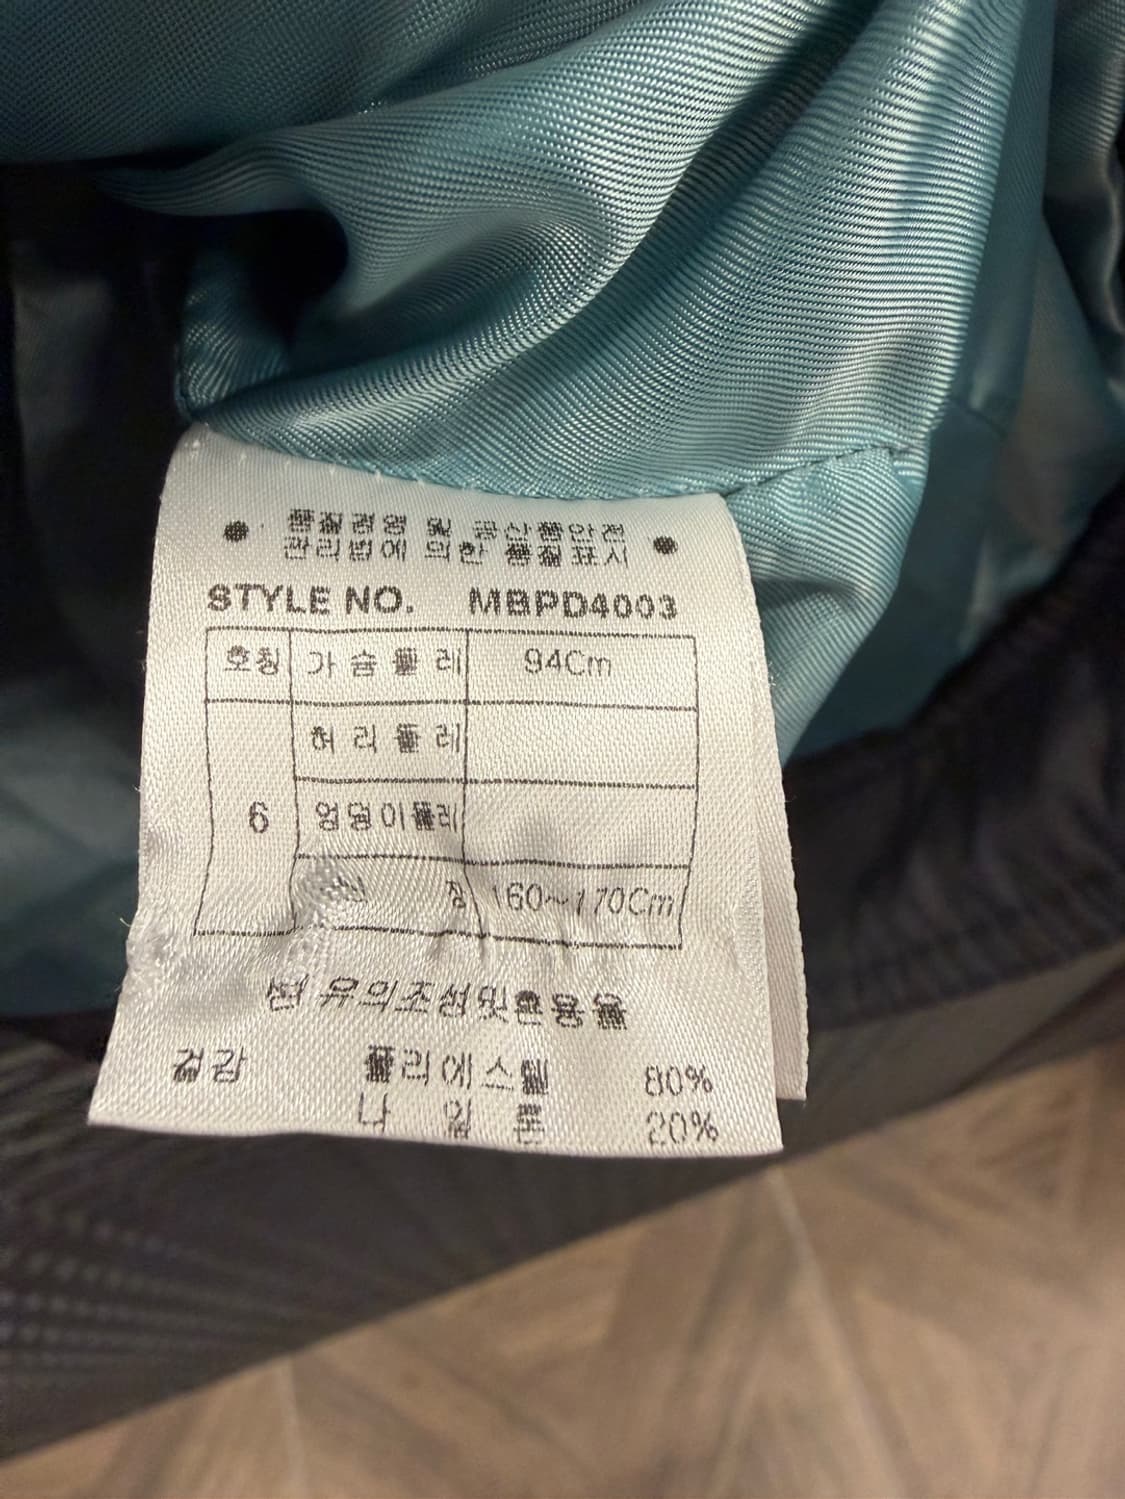 품질경영 및 공산품안전
관리법에 의한 품질표시
STYLE NO. MBPD4003
호칭 가슴둘레 94Cm
허리둘레
6 엉덩이둘레
장 160~170Cm
섬유의조성및혼용율
겉감 폴리에스텔 80%
나일론 20%